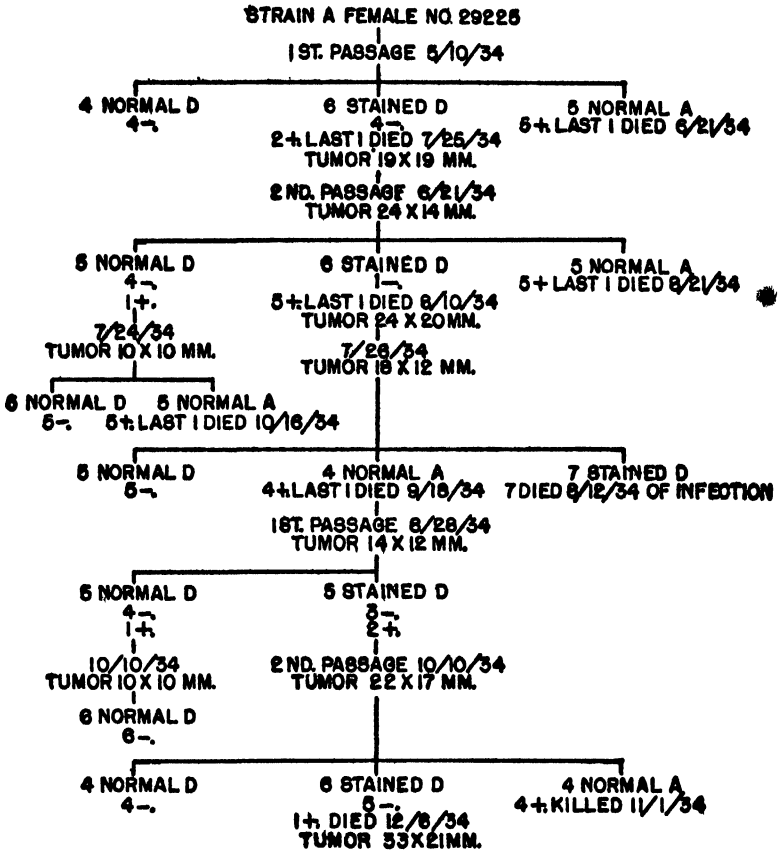 STRAIN A FEMALE NO. 29225
1ST. PASSAGE 5/10/34
4 NORMAL D
4-.
6 STAINED D
4-.
2+. LAST 1 DIED 7/25/34
TUMOR 19 X 19 MM.
5 NORMAL A
5+. LAST 1 DIED 6/21/34
2ND. PASSAGE 6/21/34
TUMOR 24 X 14 MM.
5 NORMAL D
4-.
1+.
7/24/34
TUMOR 10 X 10 MM.
6 STAINED D
1-.
5+. LAST 1 DIED 8/10/34
TUMOR 24 X 20 MM.
7/26/34
TUMOR 18 X 12 MM.
5 NORMAL A
5+ LAST 1 DIED 8/21/34
6 NORMAL D
5-.
5 NORMAL A
5+. LAST 1 DIED 10/16/34
5 NORMAL D
5-.
4 NORMAL A
4+. LAST 1 DIED 9/18/34
7 STAINED D
7 DIED 8/12/34 OF INFECTION
1ST. PASSAGE 8/28/34
TUMOR 14 X 12 MM.
5 NORMAL D
4-.
1+.
10/10/34
TUMOR 10 X 10 MM.
6 NORMAL D
6-.
5 STAINED D
3-.
2+.
2ND. PASSAGE 10/10/34
TUMOR 22 X 17 MM.
4 NORMAL D
4-.
6 STAINED D
5-.
1+. DIED 12/6/34
TUMOR 33X21MM.
4 NORMAL A
4+. KILLED 11/1/34